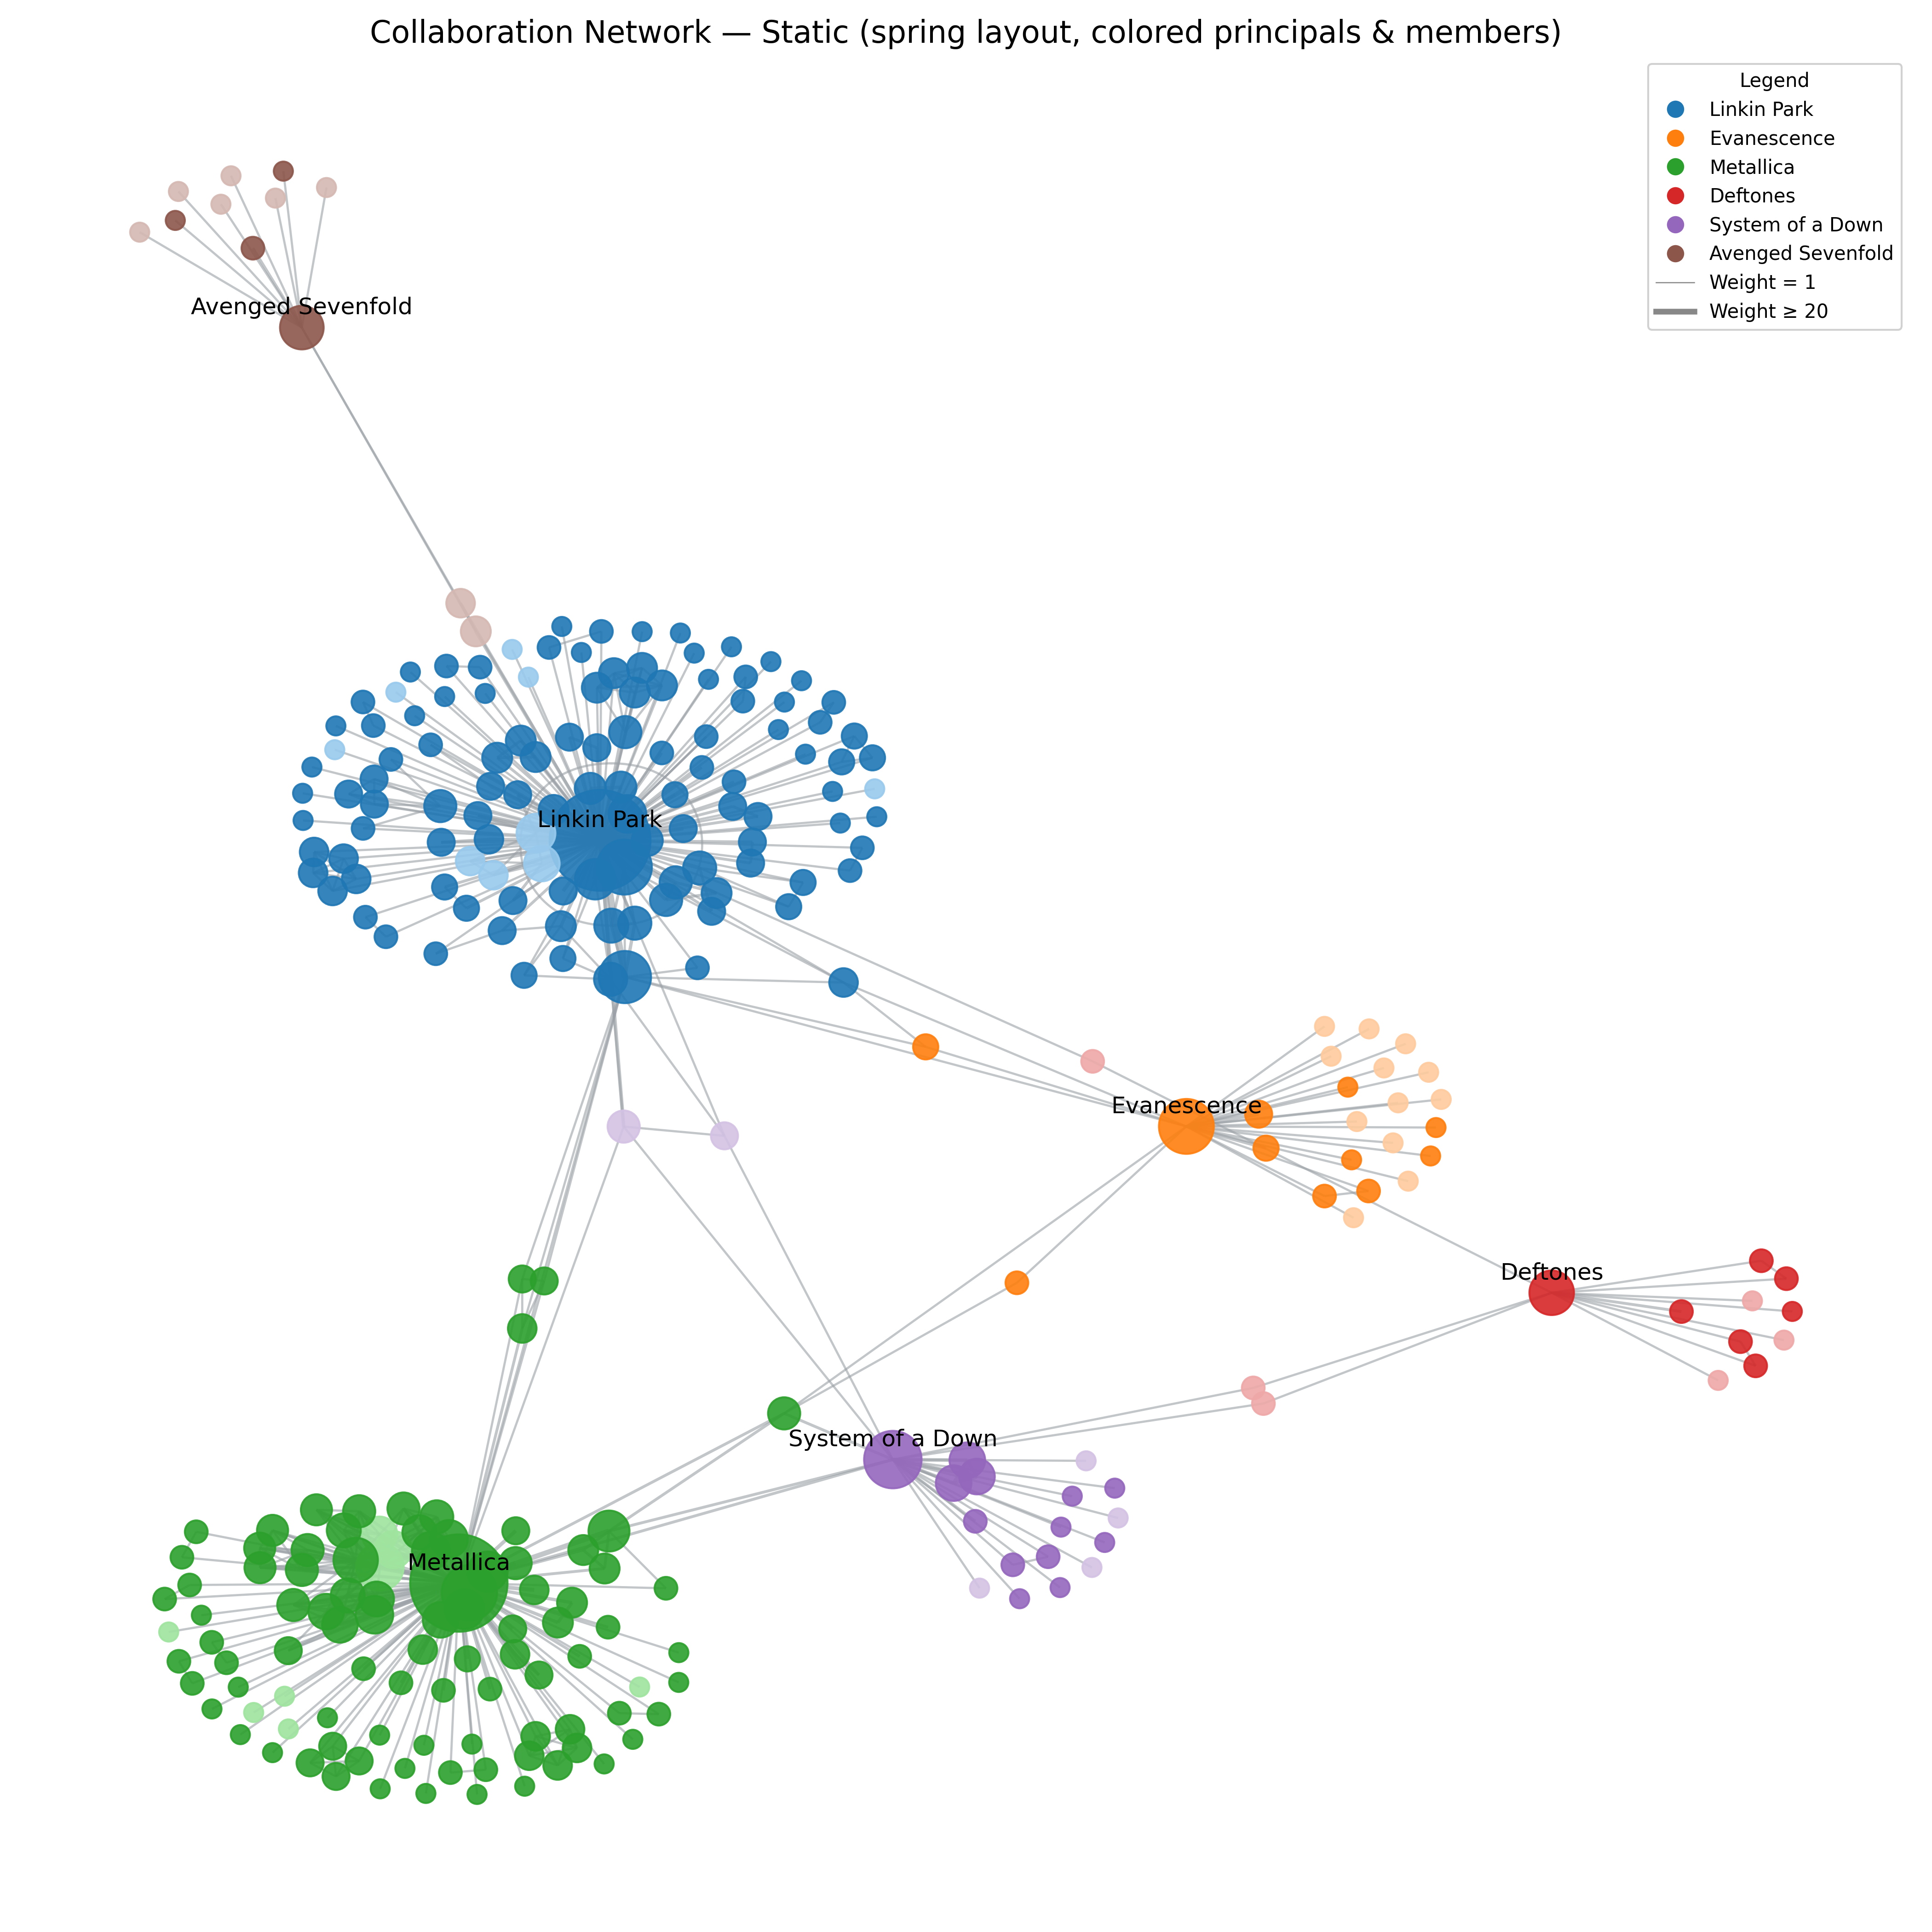 Collaboration Network — Static (spring layout, colored principals & members)
Legend
Linkin Park
Evanescence
Metallica
Deftones
System of a Down
Avenged Sevenfold
Weight = 1
Weight ≥ 20
Avenged Sevenfold
Linkin Park
Evanescence
Deftones
System of a Down
Metallica